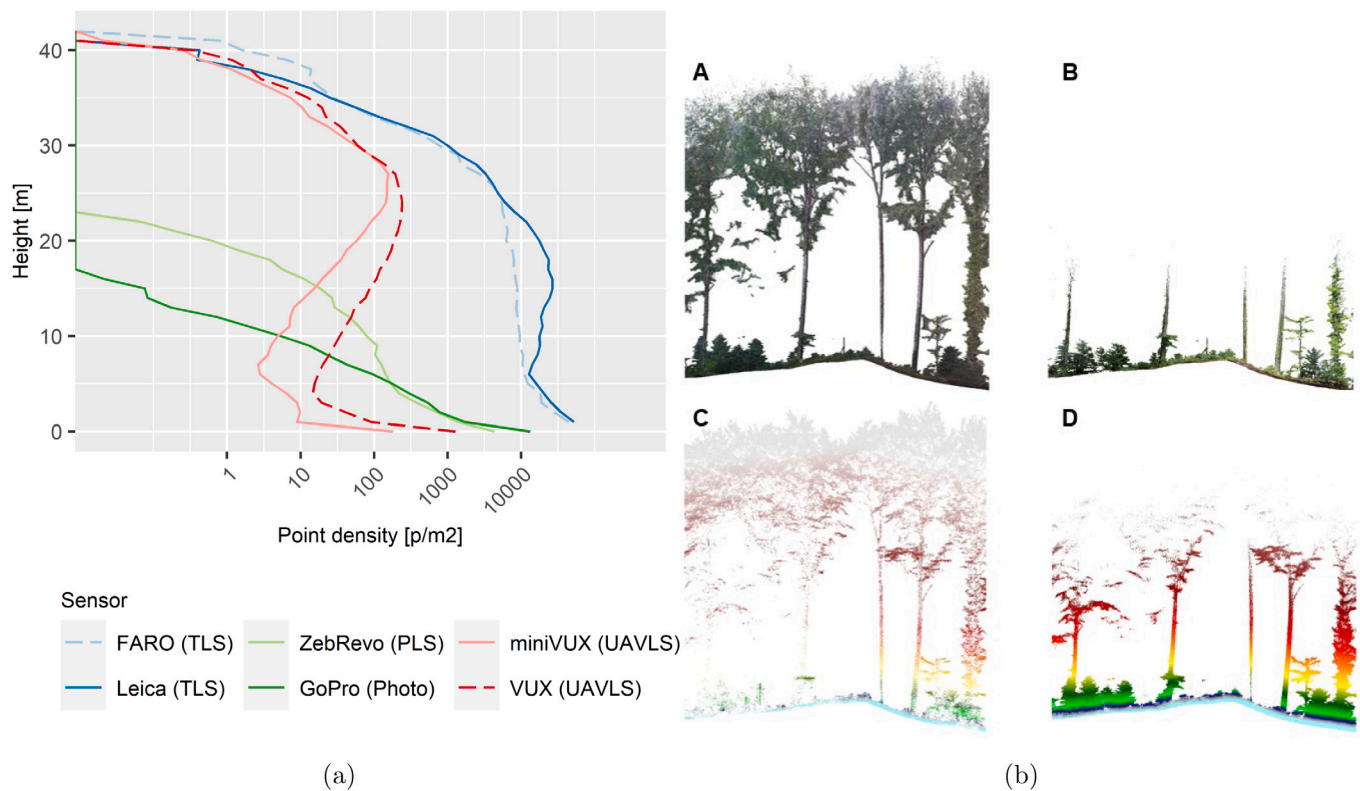 40
30
20
10
0
Height [m]
1
10
100
1000
10000
Point density [p/m2]
Sensor
FARO (TLS)
ZebRevo (PLS)
miniVUX (UAVLS)
Leica (TLS)
GoPro (Photo)
VUX (UAVLS)
(a)
A
B
C
D
(b)